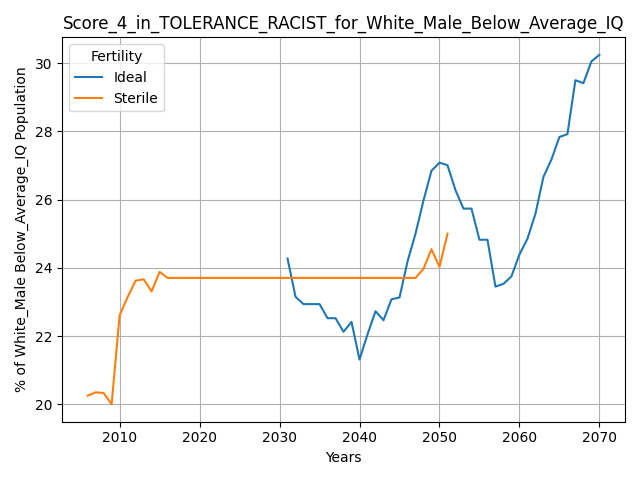 Score_4_in_TOLERANCE_RACIST_for_White_Male_Below_Average_IQ
Fertility
Ideal
Sterile
% of White_Male Below_Average_IQ Population
30
28
26
24
22
20
2010 2020 2030 2040 2050 2060 2070
Years